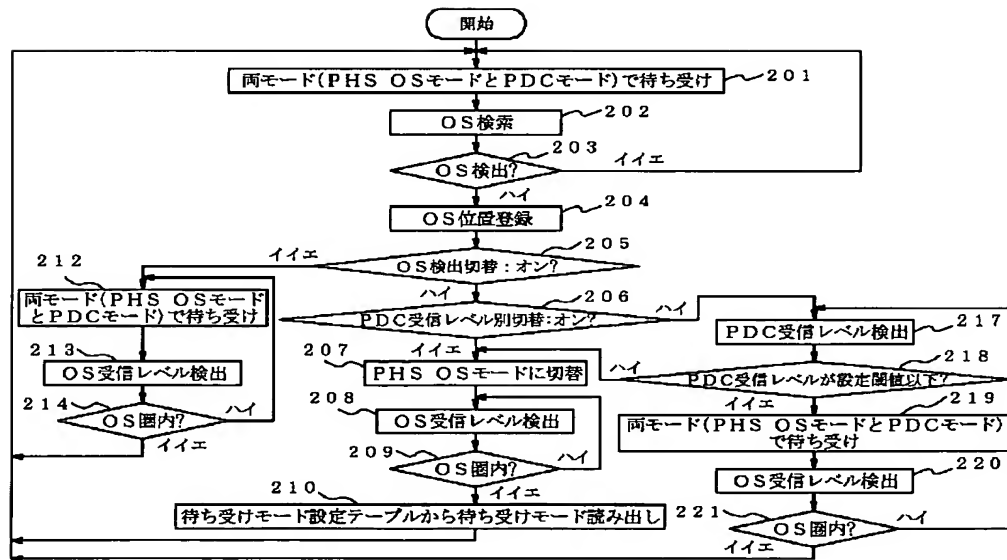 開始
両モード(PHS OSモードとPDCモード)で待ち受け
201
OS検索
202
OS検出?
203
イイエ
ハイ
OS位置登録
204
OS検出切替:オン?
205
イイエ
ハイ
PDC受信レベル別切替:オン?
206
ハイ
イイエ
212
両モード(PHS OSモード
とPDCモード)で待ち受け
213
OS受信レベル検出
214
OS圏内?
ハイ
イイエ
207
PHS OSモードに切替
208
OS受信レベル検出
209
OS圏内?
ハイ
イイエ
210
待ち受けモード設定テーブルから待ち受けモード読み出し
PDC受信レベル検出
217
PDC受信レベルが設定閾値以下?
218
ハイ
イイエ
219
両モード(PHS OSモードとPDCモード)
で待ち受け
OS受信レベル検出
220
221
OS圏内?
ハイ
イイエ